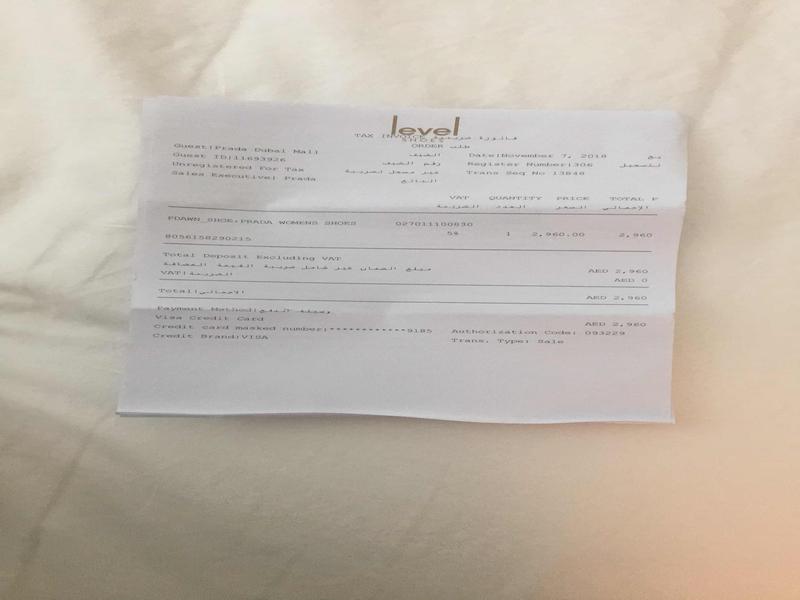 level
SHOES
TAX INVOICE فاتورة ضريبية
ORDER طلب
Guest:Prada Dubai Mall الضيف Date:November 7, 2018
Guest ID:11693926 رقم الضيف Register Number:306
Unregistered For Tax غير مسجل لضريبة Trans Seq No 13846
Sales Executive: Prada البائع
VAT QUANTITY PRICE TOTAL P
الضريبة العدد السعر الإجمالي
PDAWN_SHOE:PRADA WOMENS SHOES 027011100830
5% 1 2,960.00 2,960
8056158290215
Total Deposit Excluding VAT
مبلغ الضمان غير شامل ضريبة القيمة المضافة AED 2,960
VAT|الضريبة AED 0
Total|الإجمالي AED 2,960
Payment Method|وسيلة الدفع
Visa Credit Card AED 2,960
Credit card masked number:************9185 Authorization Code: 093229
Credit Brand:VISA Trans. Type: Sale